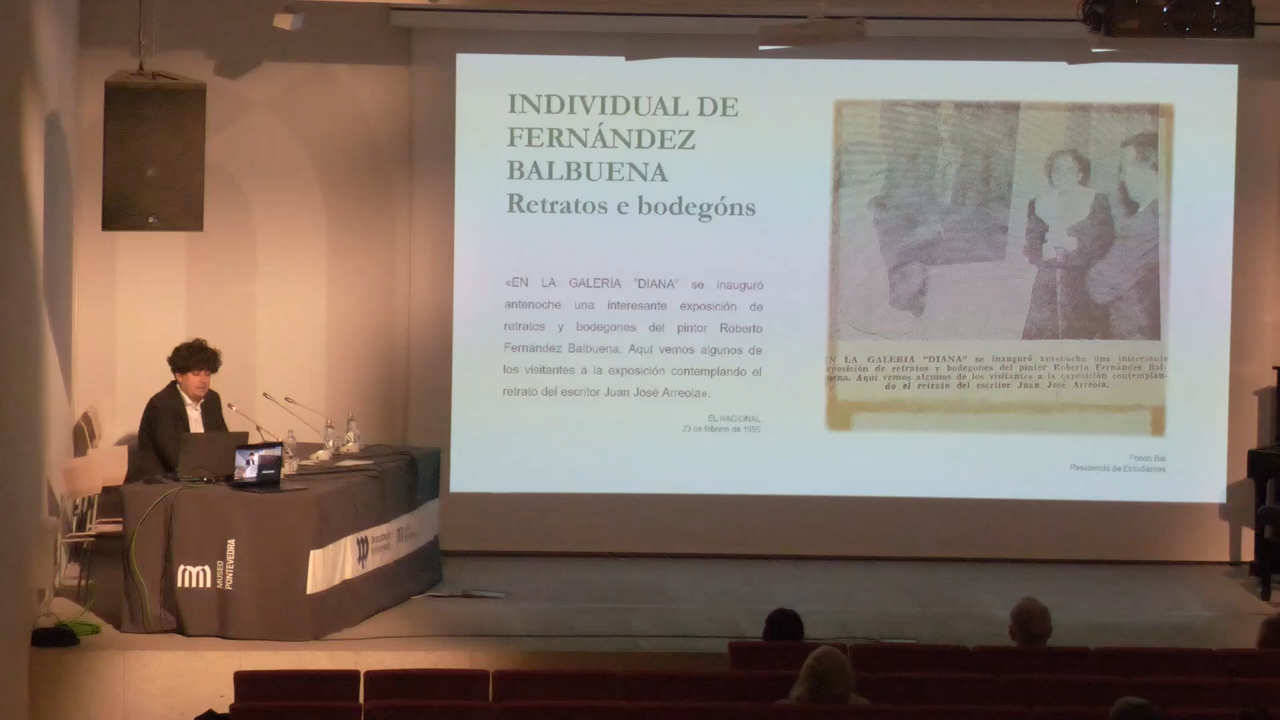 INDIVIDUAL DE
FERNÁNDEZ
BALBUENA
Retratos e bodegóns
«EN LA GALERIA "DIANA" se inauguró
antenoche una interesante exposición de
retratos y bodegones del pintor Roberto
Fernández Balbuena. Aquí vemos algunos de
los visitantes a la exposición contemplando el
retrato del escritor Juan José Arreola».
EL NACIONAL
23 de febrero de 1955
N LA GALERIA "DIANA" se inauguró antenoche una interesante
xposición de retratos y bodegones del pintor Roberto Fernández Bal-
uena. Aquí vemos algunos de los visitantes a la exposición contemplan-
do el retrato del escritor Juan José Arreola.
Fondo Bal
Residencia de Estudiantes
MUSEO
PONTEVEDRA